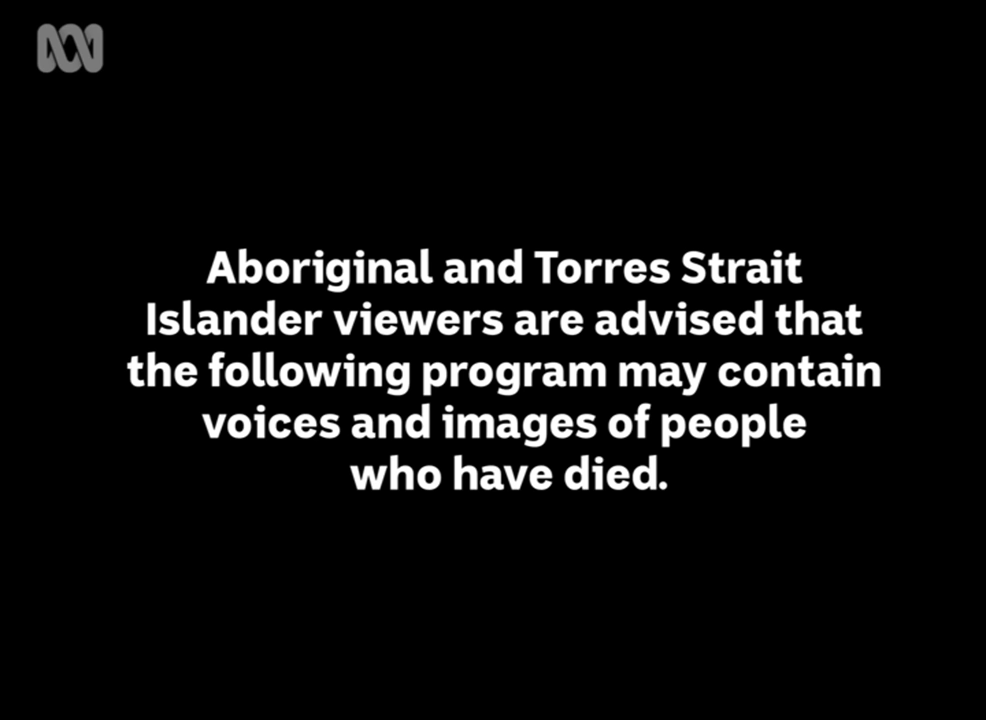 Aboriginal and Torres Strait
Islander viewers are advised that
the following program may contain
voices and images of people
who have died.